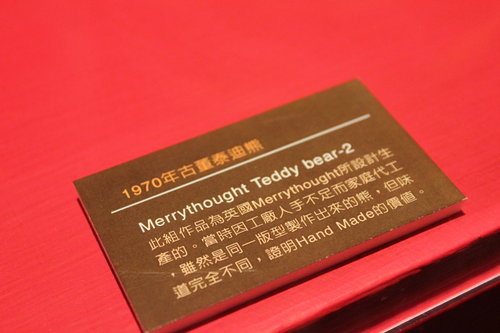 1970年古董泰迪熊
Merrythought Teddy bear-2
此組作品為英國Merrythought所設計生
產的。當時因工廠人手不足而家庭代工
，雖然是同一版型製作出來的熊，但味
道完全不同，證明Hand Made的價值。